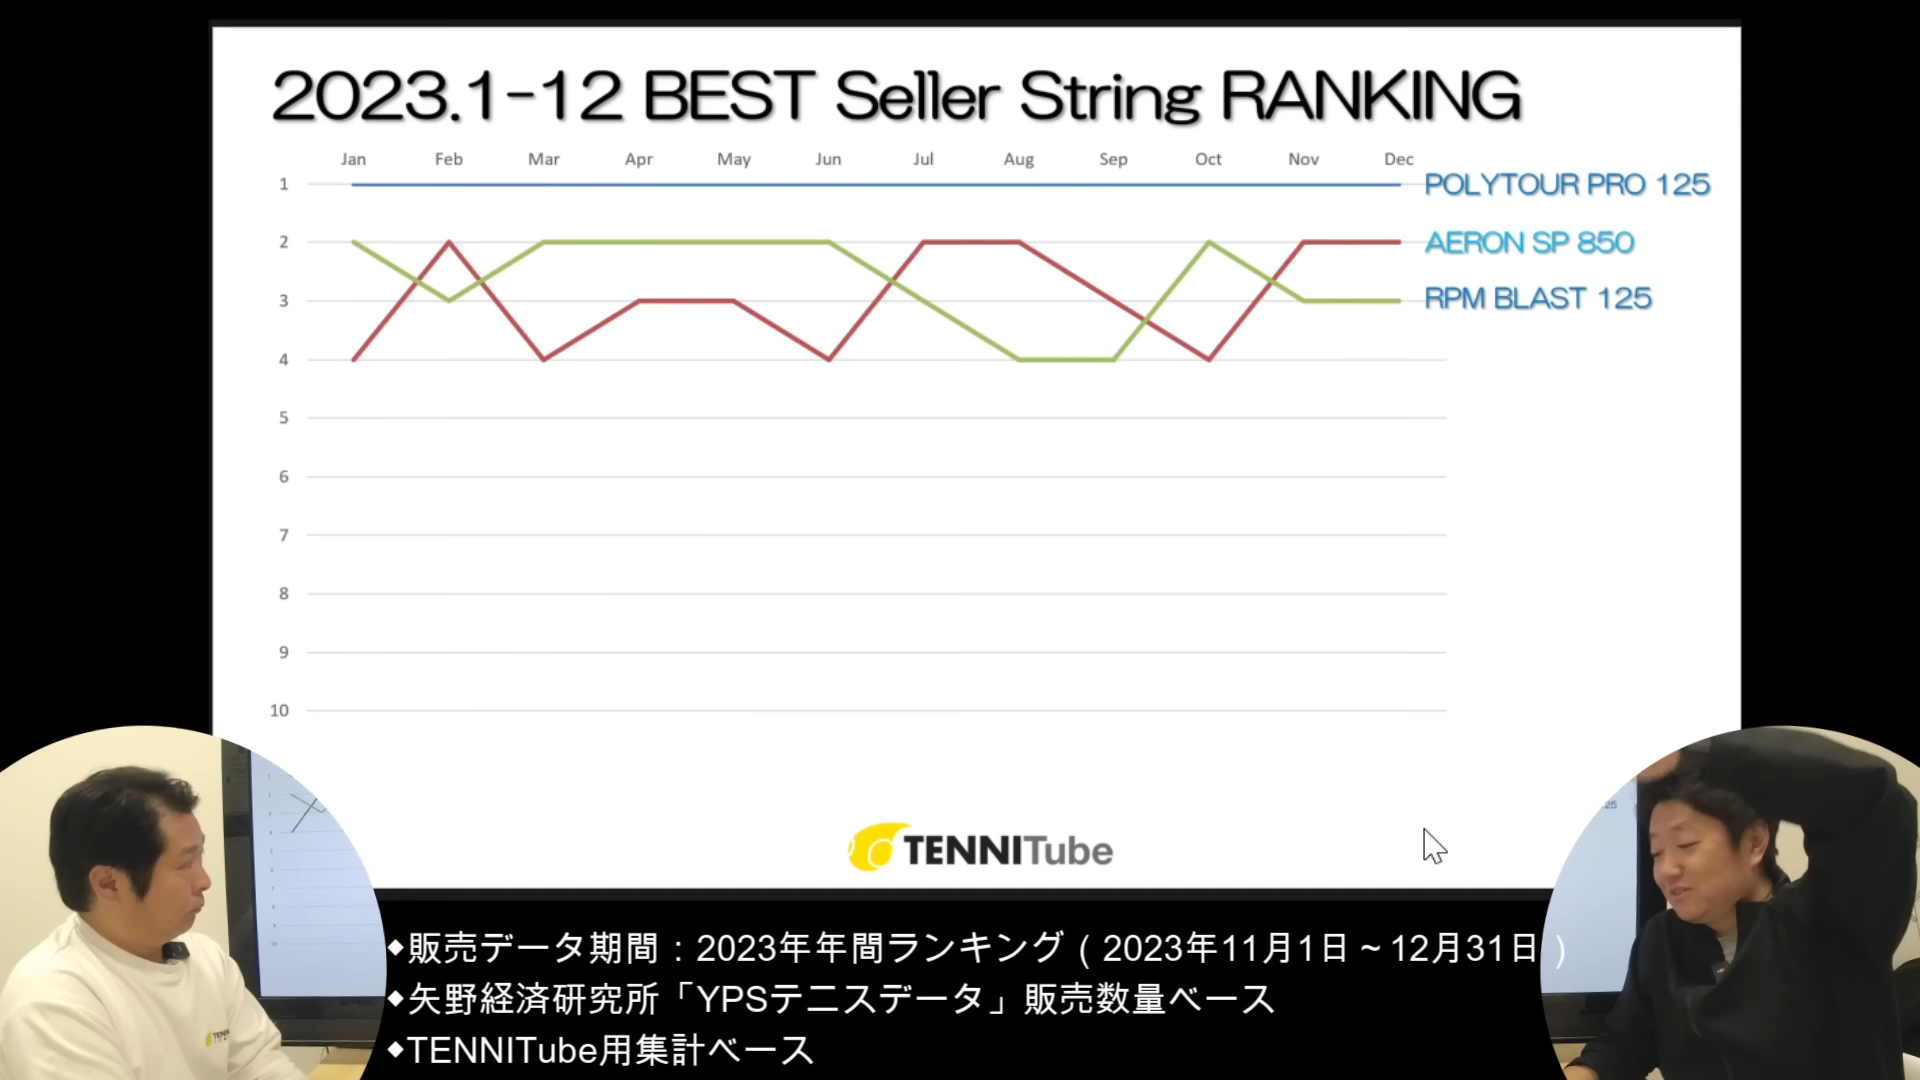 2023.1-12 BEST Seller String RANKING
Jan Feb Mar Apr May Jun Jul Aug Sep Oct Nov Dec
1 POLYTOUR PRO 125
2 AERON SP 850
3 RPM BLAST 125
4
5
6
7
8
9
10
TENNITube
◆販売データ期間：2023年年間ランキング（2023年11月1日～12月31日）
◆矢野経済研究所「YPSテニスデータ」販売数量ベース
◆TENNITube用集計ベース